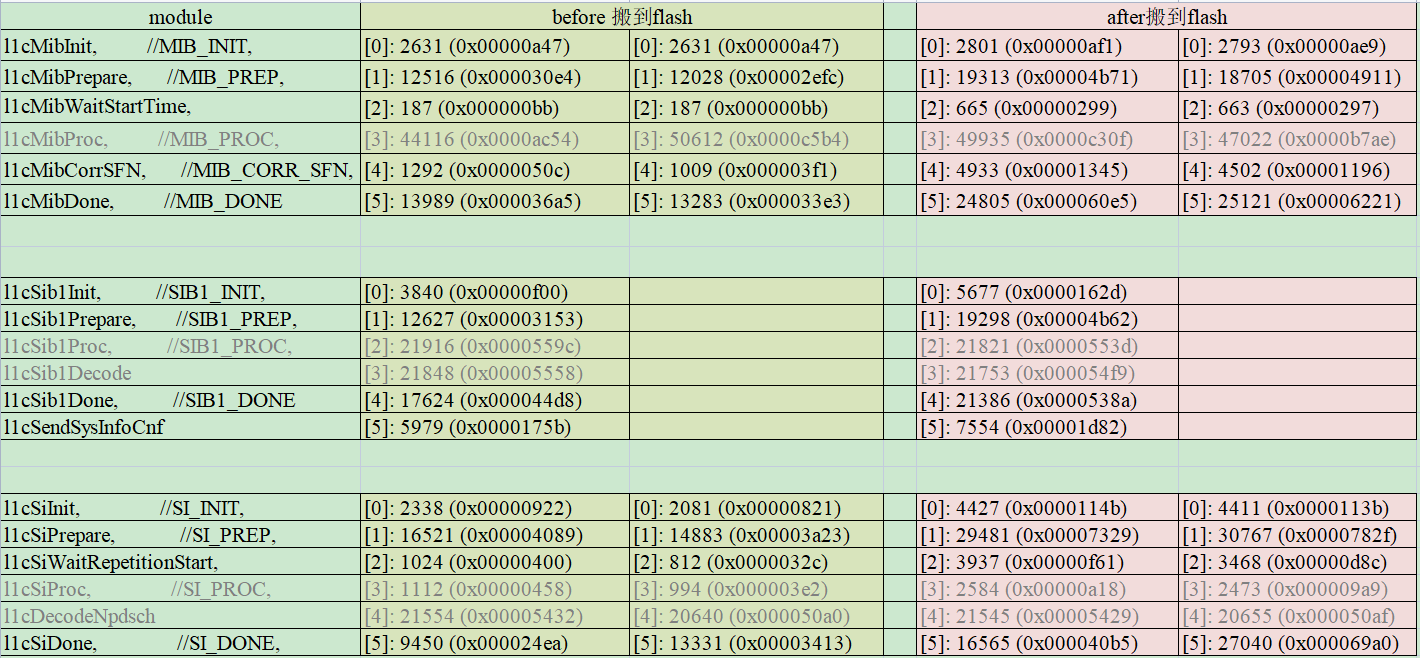 module before 搬到flash after搬到flash
l1cMibInit, //MIB_INIT, [0]: 2631 (0x00000a47) [0]: 2631 (0x00000a47) [0]: 2801 (0x00000af1) [0]: 2793 (0x00000ae9)
l1cMibPrepare, //MIB_PREP, [1]: 12516 (0x000030e4) [1]: 12028 (0x00002efc) [1]: 19313 (0x00004b71) [1]: 18705 (0x00004911)
l1cMibWaitStartTime, [2]: 187 (0x000000bb) [2]: 187 (0x000000bb) [2]: 665 (0x00000299) [2]: 663 (0x00000297)
l1cMibProc, //MIB_PROC, [3]: 44116 (0x0000ac54) [3]: 50612 (0x0000c5b4) [3]: 49935 (0x0000c30f) [3]: 47022 (0x0000b7ae)
l1cMibCorrSFN, //MIB_CORR_SFN, [4]: 1292 (0x0000050c) [4]: 1009 (0x000003f1) [4]: 4933 (0x00001345) [4]: 4502 (0x00001196)
l1cMibDone, //MIB_DONE [5]: 13989 (0x000036a5) [5]: 13283 (0x000033e3) [5]: 24805 (0x000060e5) [5]: 25121 (0x00006221)
l1cSib1Init, //SIB1_INIT, [0]: 3840 (0x00000f00) [0]: 5677 (0x0000162d)
l1cSib1Prepare, //SIB1_PREP, [1]: 12627 (0x00003153) [1]: 19298 (0x00004b62)
l1cSib1Proc, //SIB1_PROC, [2]: 21916 (0x0000559c) [2]: 21821 (0x0000553d)
l1cSib1Decode [3]: 21848 (0x00005558) [3]: 21753 (0x000054f9)
l1cSib1Done, //SIB1_DONE [4]: 17624 (0x000044d8) [4]: 21386 (0x0000538a)
l1cSendSysInfoCnf [5]: 5979 (0x0000175b) [5]: 7554 (0x00001d82)
l1cSiInit, //SI_INIT, [0]: 2338 (0x00000922) [0]: 2081 (0x00000821) [0]: 4427 (0x0000114b) [0]: 4411 (0x0000113b)
l1cSiPrepare, //SI_PREP, [1]: 16521 (0x00004089) [1]: 14883 (0x00003a23) [1]: 29481 (0x00007329) [1]: 30767 (0x0000782f)
l1cSiWaitRepetitionStart, [2]: 1024 (0x00000400) [2]: 812 (0x0000032c) [2]: 3937 (0x00000f61) [2]: 3468 (0x00000d8c)
l1cSiProc, //SI_PROC, [3]: 1112 (0x00000458) [3]: 994 (0x000003e2) [3]: 2584 (0x00000a18) [3]: 2473 (0x000009a9)
l1cDecodeNpdsch [4]: 21554 (0x00005432) [4]: 20640 (0x000050a0) [4]: 21545 (0x00005429) [4]: 20655 (0x000050af)
l1cSiDone, //SI_DONE, [5]: 9450 (0x000024ea) [5]: 13331 (0x00003413) [5]: 16565 (0x000040b5) [5]: 27040 (0x000069a0)